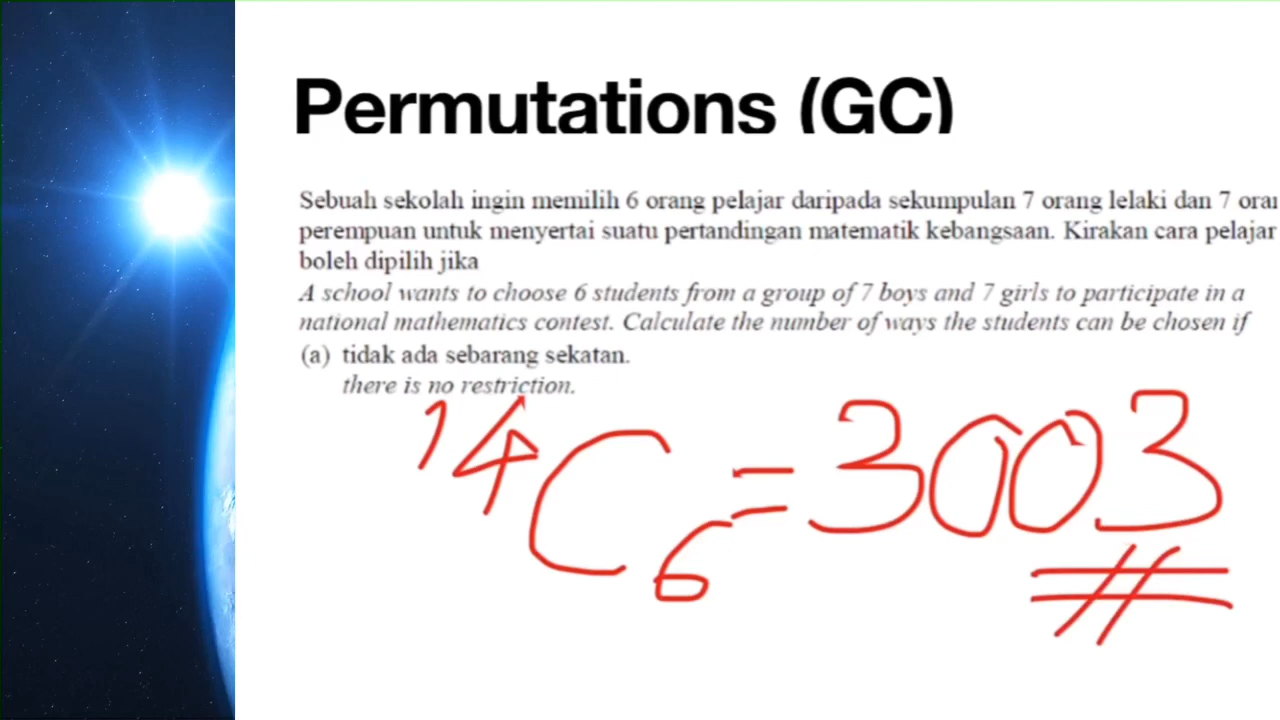 Permutations (GC)
Sebuah sekolah ingin memilih 6 orang pelajar daripada sekumpulan 7 orang lelaki dan 7
perempuan untuk menyertai suatu pertandingan matematik kebangsaan. Kirakan cara pelajar
boleh dipilih jika
A school wants to choose 6 students from a group of 7 boys and 7 girls to participate in a
national mathematics contest. Calculate the number of ways the students can be chosen if
(a) tidak ada sebarang sekatan.
there is no restriction.
¹⁴C₆ = 3003